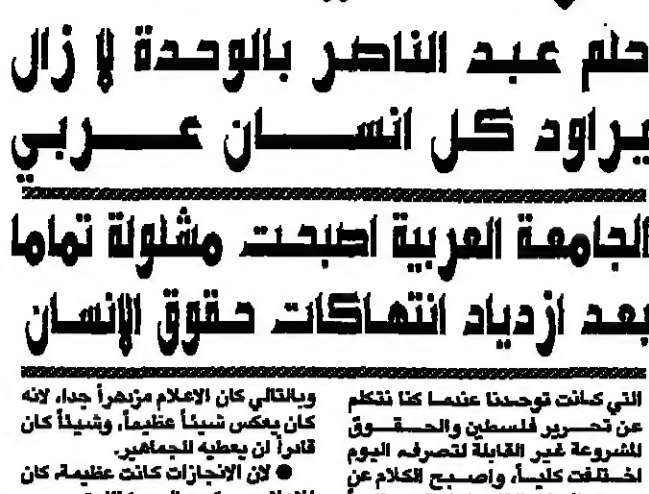 حلم عبد الناصر بالوحدة لا زال
يراود كل انسان عربي
الجامعة العربية اصبحت مشلولة تماما
بعد ازدياد انتهاكات حقوق الانسان
التي كانت توحدنا عندما كنا نتكلم
عن تحرير فلسطين والحقوق
المشروعة غير القابلة لتصرف اليوم
اختلفت كلياً، واصبح الكلام عن
وبالتالي كان الاعلام مزدهراً جدا، لانه
كان يعكس شيئاً عظيماً، وشيئاً كان
قادراً لن يعطيه للجماهير.
● لان الانجازات كانت عظيمة، كان